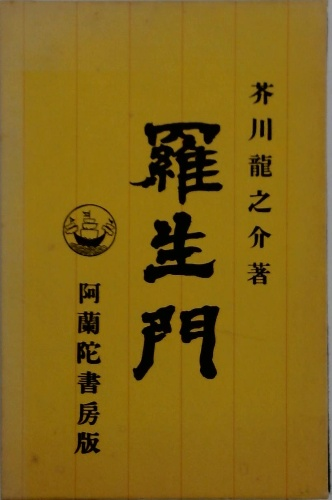 芥川龍之介著
羅生門
阿蘭陀書房版